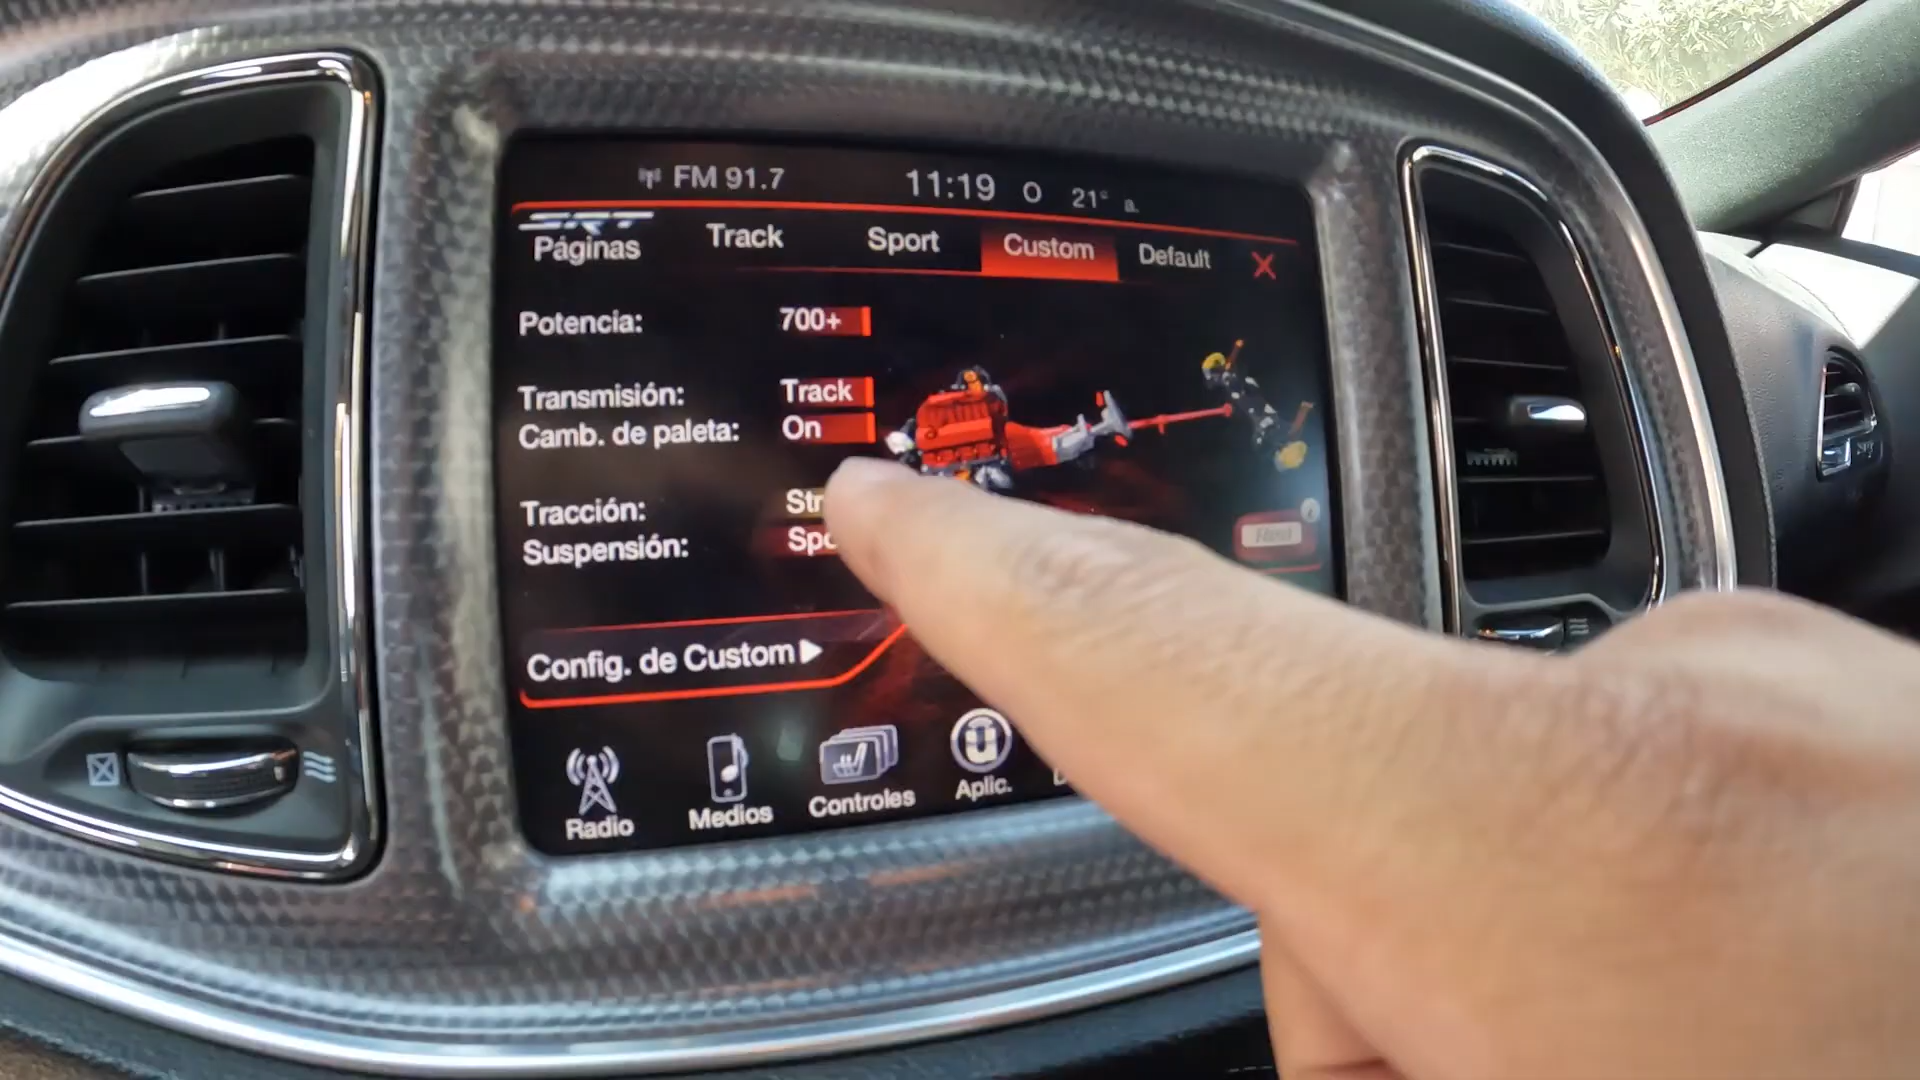 FM 91.7 11:19 O 21° a.
SRT
Páginas Track Sport Custom Default X
Potencia: 700+
Transmisión: Track
Camb. de paleta: On
Tracción:
Suspensión:
Config. de Custom
Radio Medios Controles Aplic.